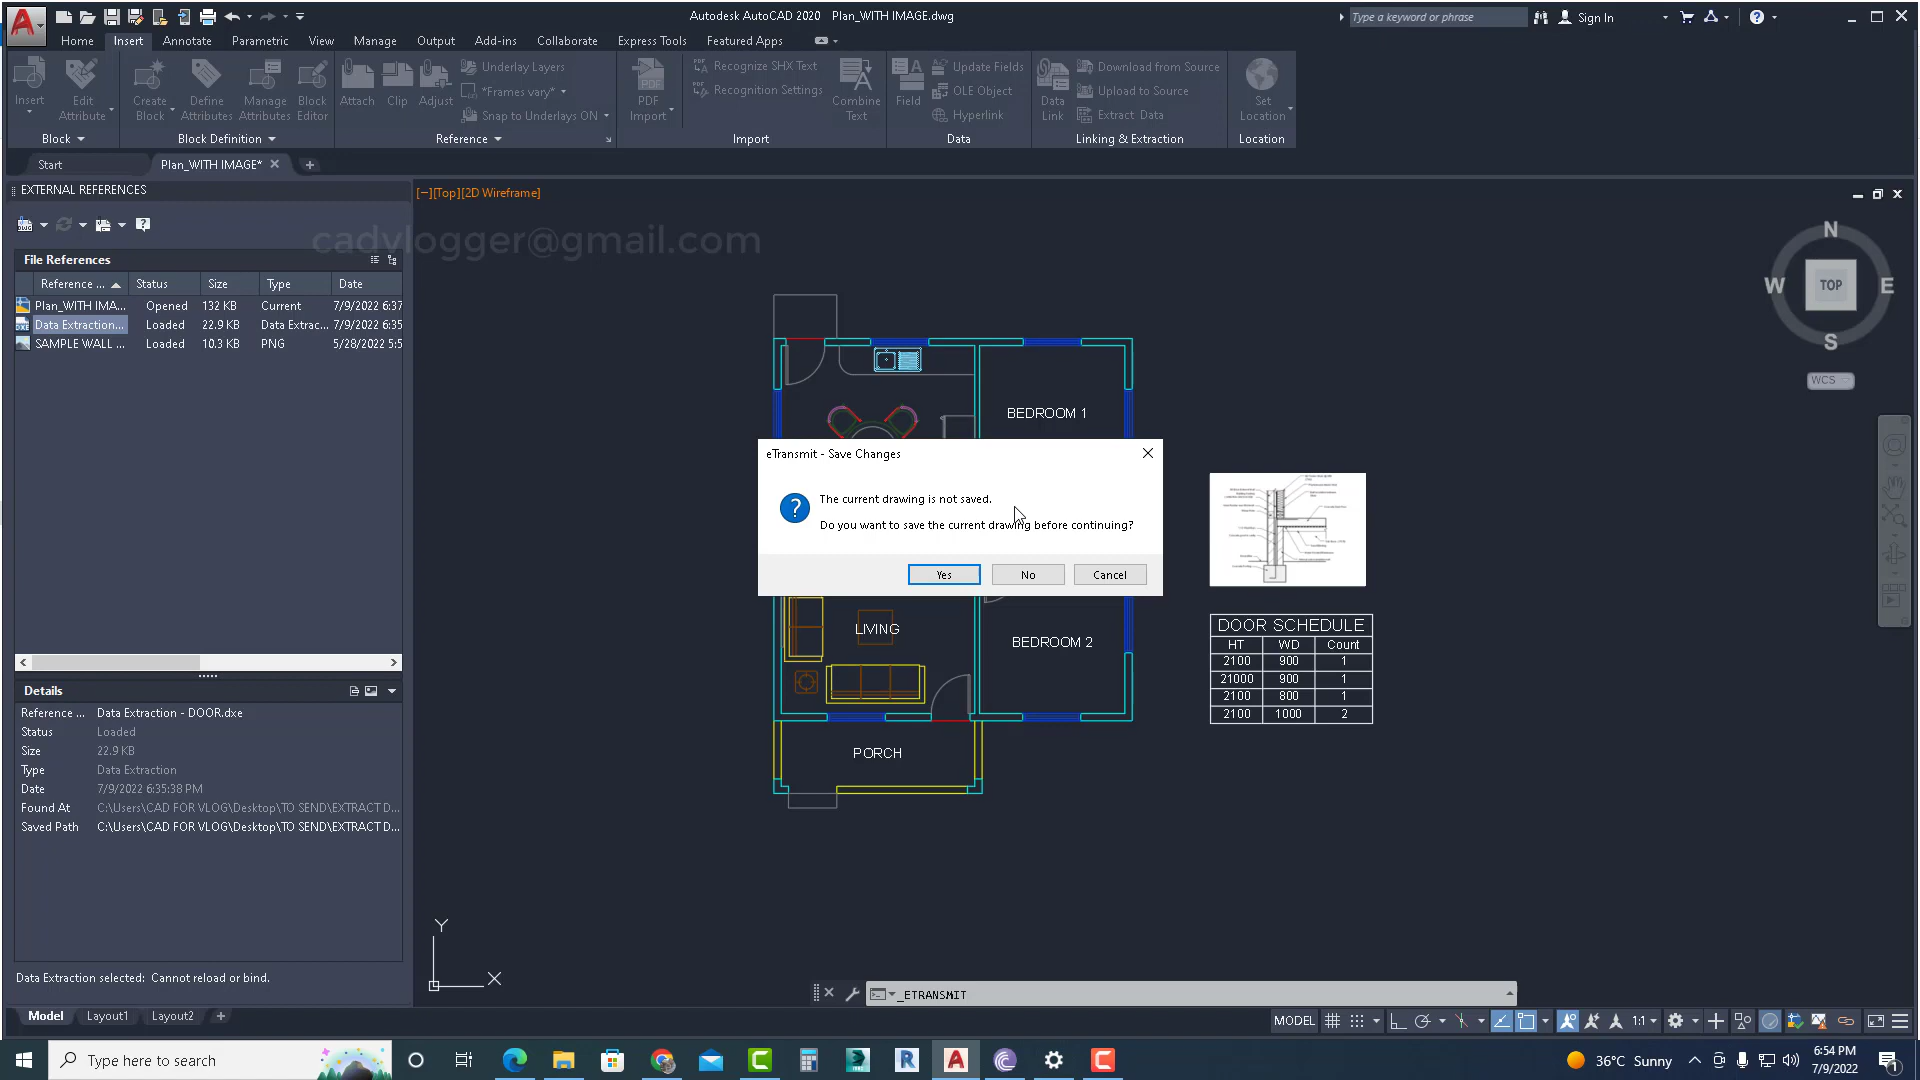 Autodesk AutoCAD 2020 Plan_WITH IMAGE.dwg
Type a keyword or phrase
Sign In
Home Insert Annotate Parametric View Manage Output Add-ins Collaborate Express Tools Featured Apps
Insert
Edit Attribute
Create Block
Define Attributes
Manage Attributes
Block Editor
Attach
Clip
Adjust
Underlay Layers
*Frames vary*
Snap to Underlays ON
PDF Import
Recognize SHX Text
Recognition Settings
Combine Text
Field
Update Fields
OLE Object
Hyperlink
Data Link
Download from Source
Upload to Source
Extract Data
Set Location
Block Block Definition Reference Import Data Linking & Extraction Location
Start Plan_WITH IMAGE*
EXTERNAL REFERENCES
[−][Top][2D Wireframe]
cadvlogger@gmail.com
File References
Reference ... Status Size Type Date
Plan_WITH IMA... Opened 132 KB Current 7/9/2022 6:37
Data Extraction... Loaded 22.9 KB Data Extrac... 7/9/2022 6:35
SAMPLE WALL ... Loaded 10.3 KB PNG 5/28/2022 5:5
N
W TOP E
S
WCS
BEDROOM 1
eTransmit - Save Changes
The current drawing is not saved.
Do you want to save the current drawing before continuing?
Yes No Cancel
LIVING
BEDROOM 2
PORCH
DOOR SCHEDULE
HT WD Count
2100 900 1
21000 900 1
2100 800 1
2100 1000 2
Details
Reference ... Data Extraction - DOOR.dxe
Status Loaded
Size 22.9 KB
Type Data Extraction
Date 7/9/2022 6:35:38 PM
Found At C:\Users\CAD FOR VLOG\Desktop\TO SEND\EXTRACT D...
Saved Path C:\Users\CAD FOR VLOG\Desktop\TO SEND\EXTRACT D...
Y
X
Data Extraction selected: Cannot reload or bind.
_ETRANSMIT
Model Layout1 Layout2
MODEL 1:1
Type here to search
36°C Sunny
6:54 PM
7/9/2022